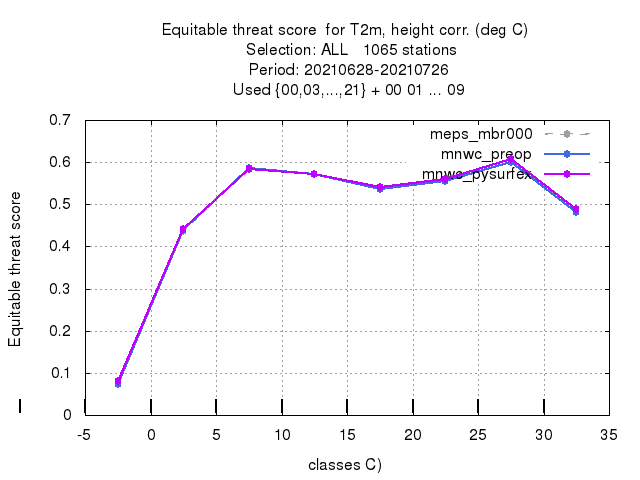 Equitable threat score for T2m, height corr. (deg C)
Selection: ALL 1065 stations
Period: 20210628-20210726
Used {00,03,...,21} + 00 01 ... 09
meps_mbr000
mnwc_preop
mnwc_pysurfex
Equitable threat score
0.7
0.6
0.5
0.4
0.3
0.2
0.1
0
-5 0 5 10 15 20 25 30 35
classes C)